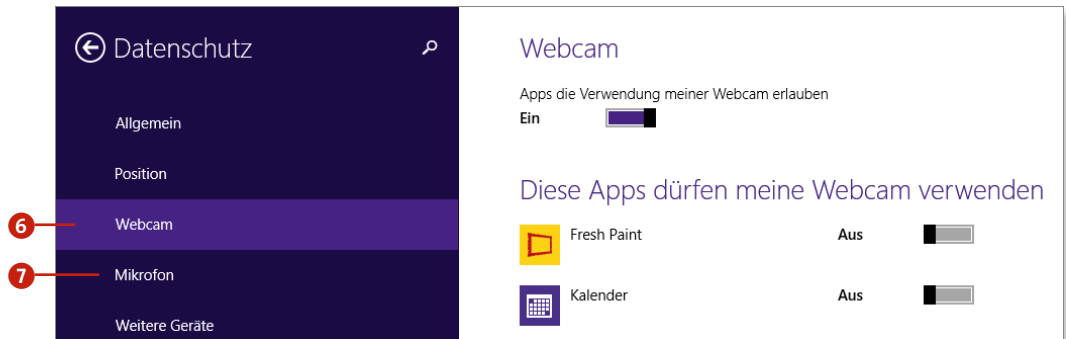 Datenschutz
Allgemein
Position
6
Webcam
7
Mikrofon
Weitere Geräte
Webcam
Apps die Verwendung meiner Webcam erlauben
Ein
Diese Apps dürfen meine Webcam verwenden
Fresh Paint Aus
Kalender Aus